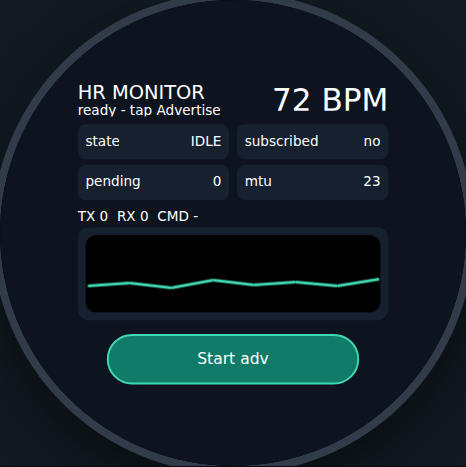 HR MONITOR
72 BPM
ready - tap Advertise
state IDLE
subscribed no
pending 0
mtu 23
TX 0 RX 0 CMD -
Start adv